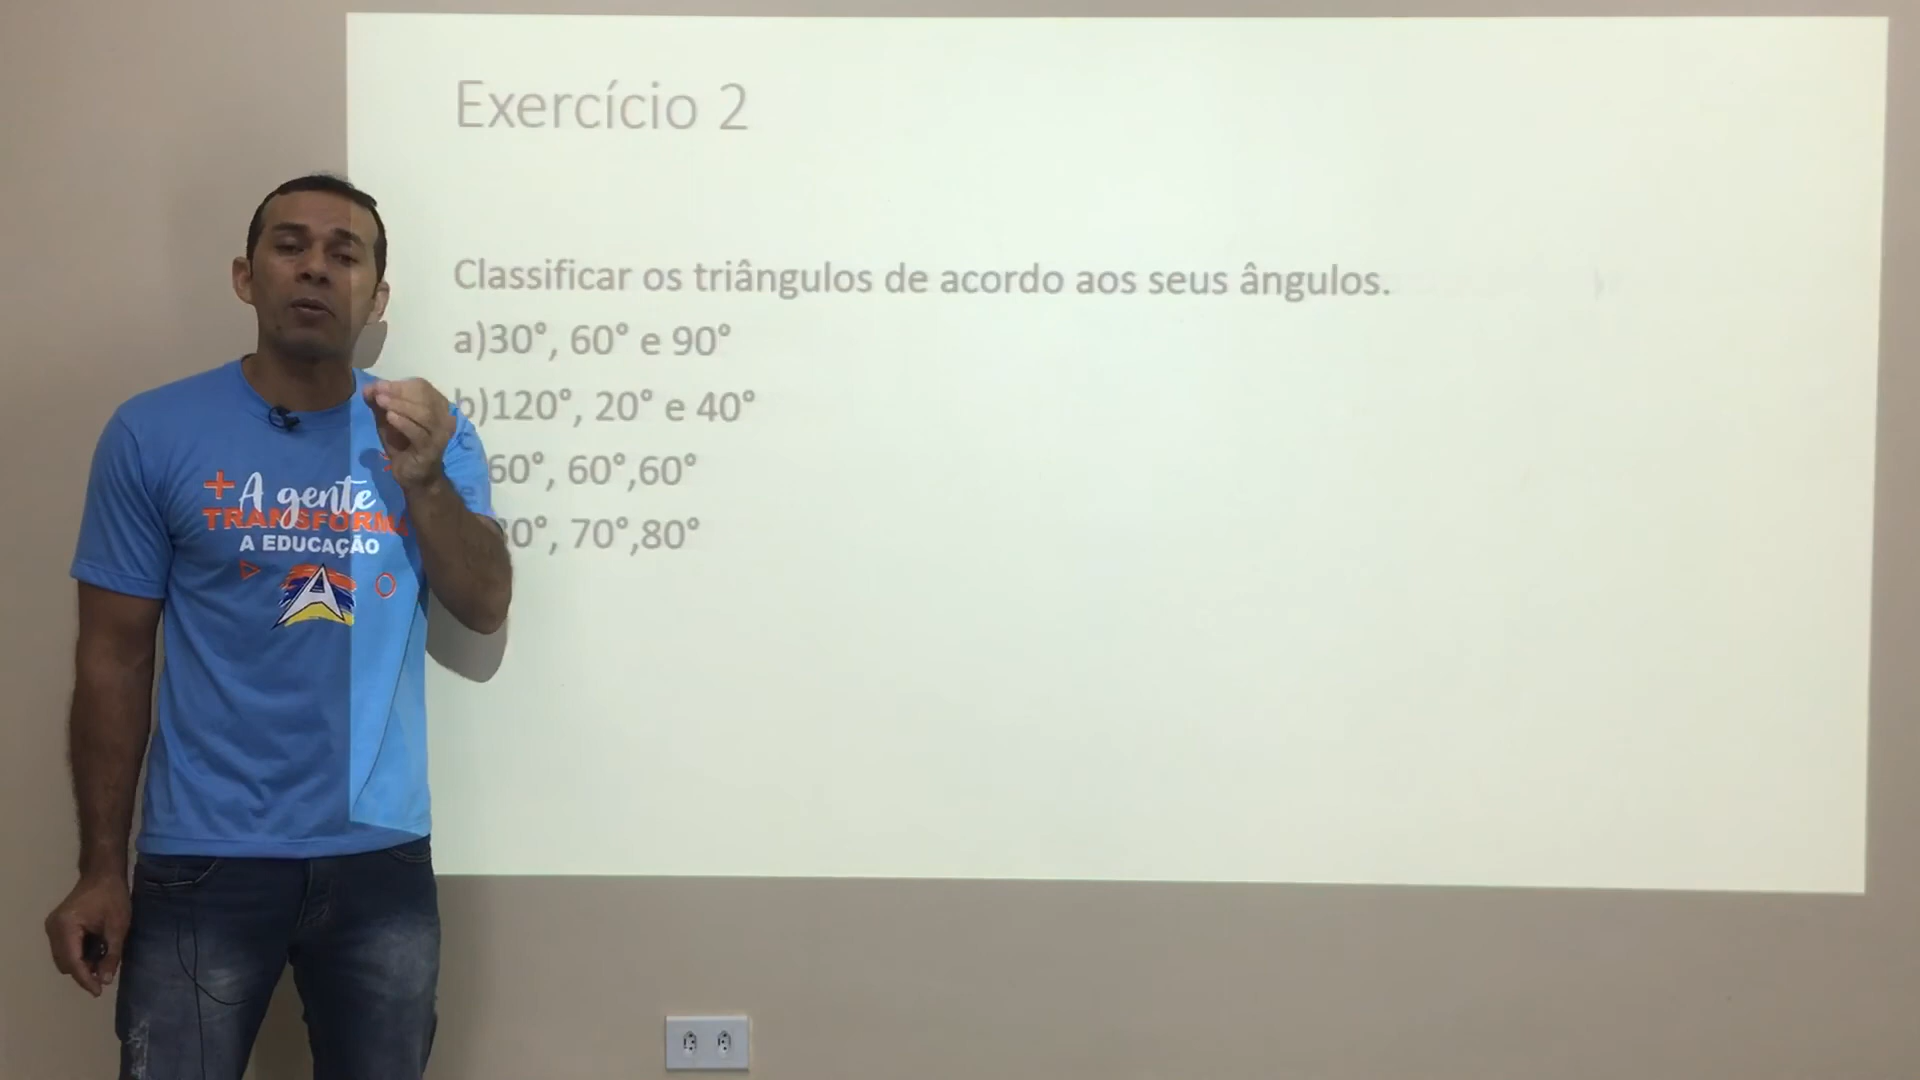 Exercício 2
Classificar os triângulos de acordo aos seus ângulos.
a)30°, 60° e 90°
b)120°, 20° e 40°
60°, 60°,60°
30°, 70°,80°
A gente
TRANSFORMA
A EDUCAÇÃO